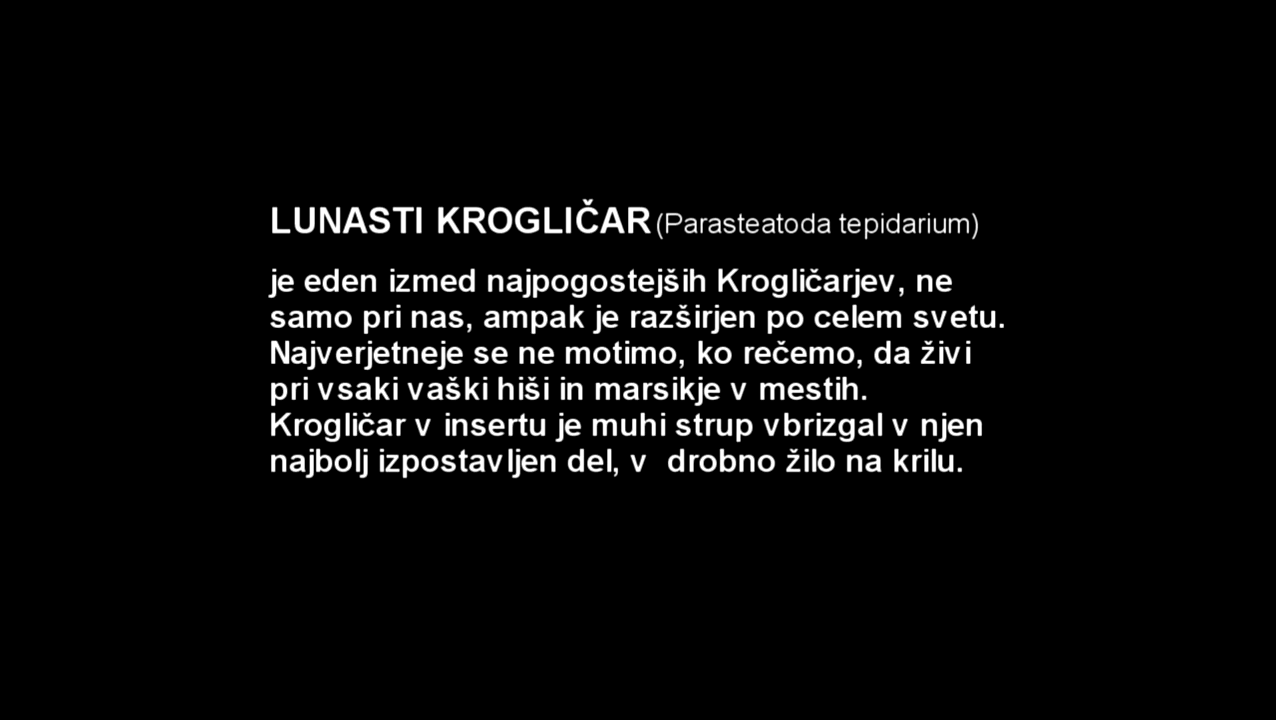 LUNASTI KROGLIČAR (Parasteatoda tepidarium)
je eden izmed najpogostejših Krogličarjev, ne
samo pri nas, ampak je razširjen po celem svetu.
Najverjetneje se ne motimo, ko rečemo, da živi
pri vsaki vaški hiši in marsikje v mestih.
Krogličar v insertu je muhi strup vbrizgal v njen
najbolj izpostavljen del, v  drobno žilo na krilu.